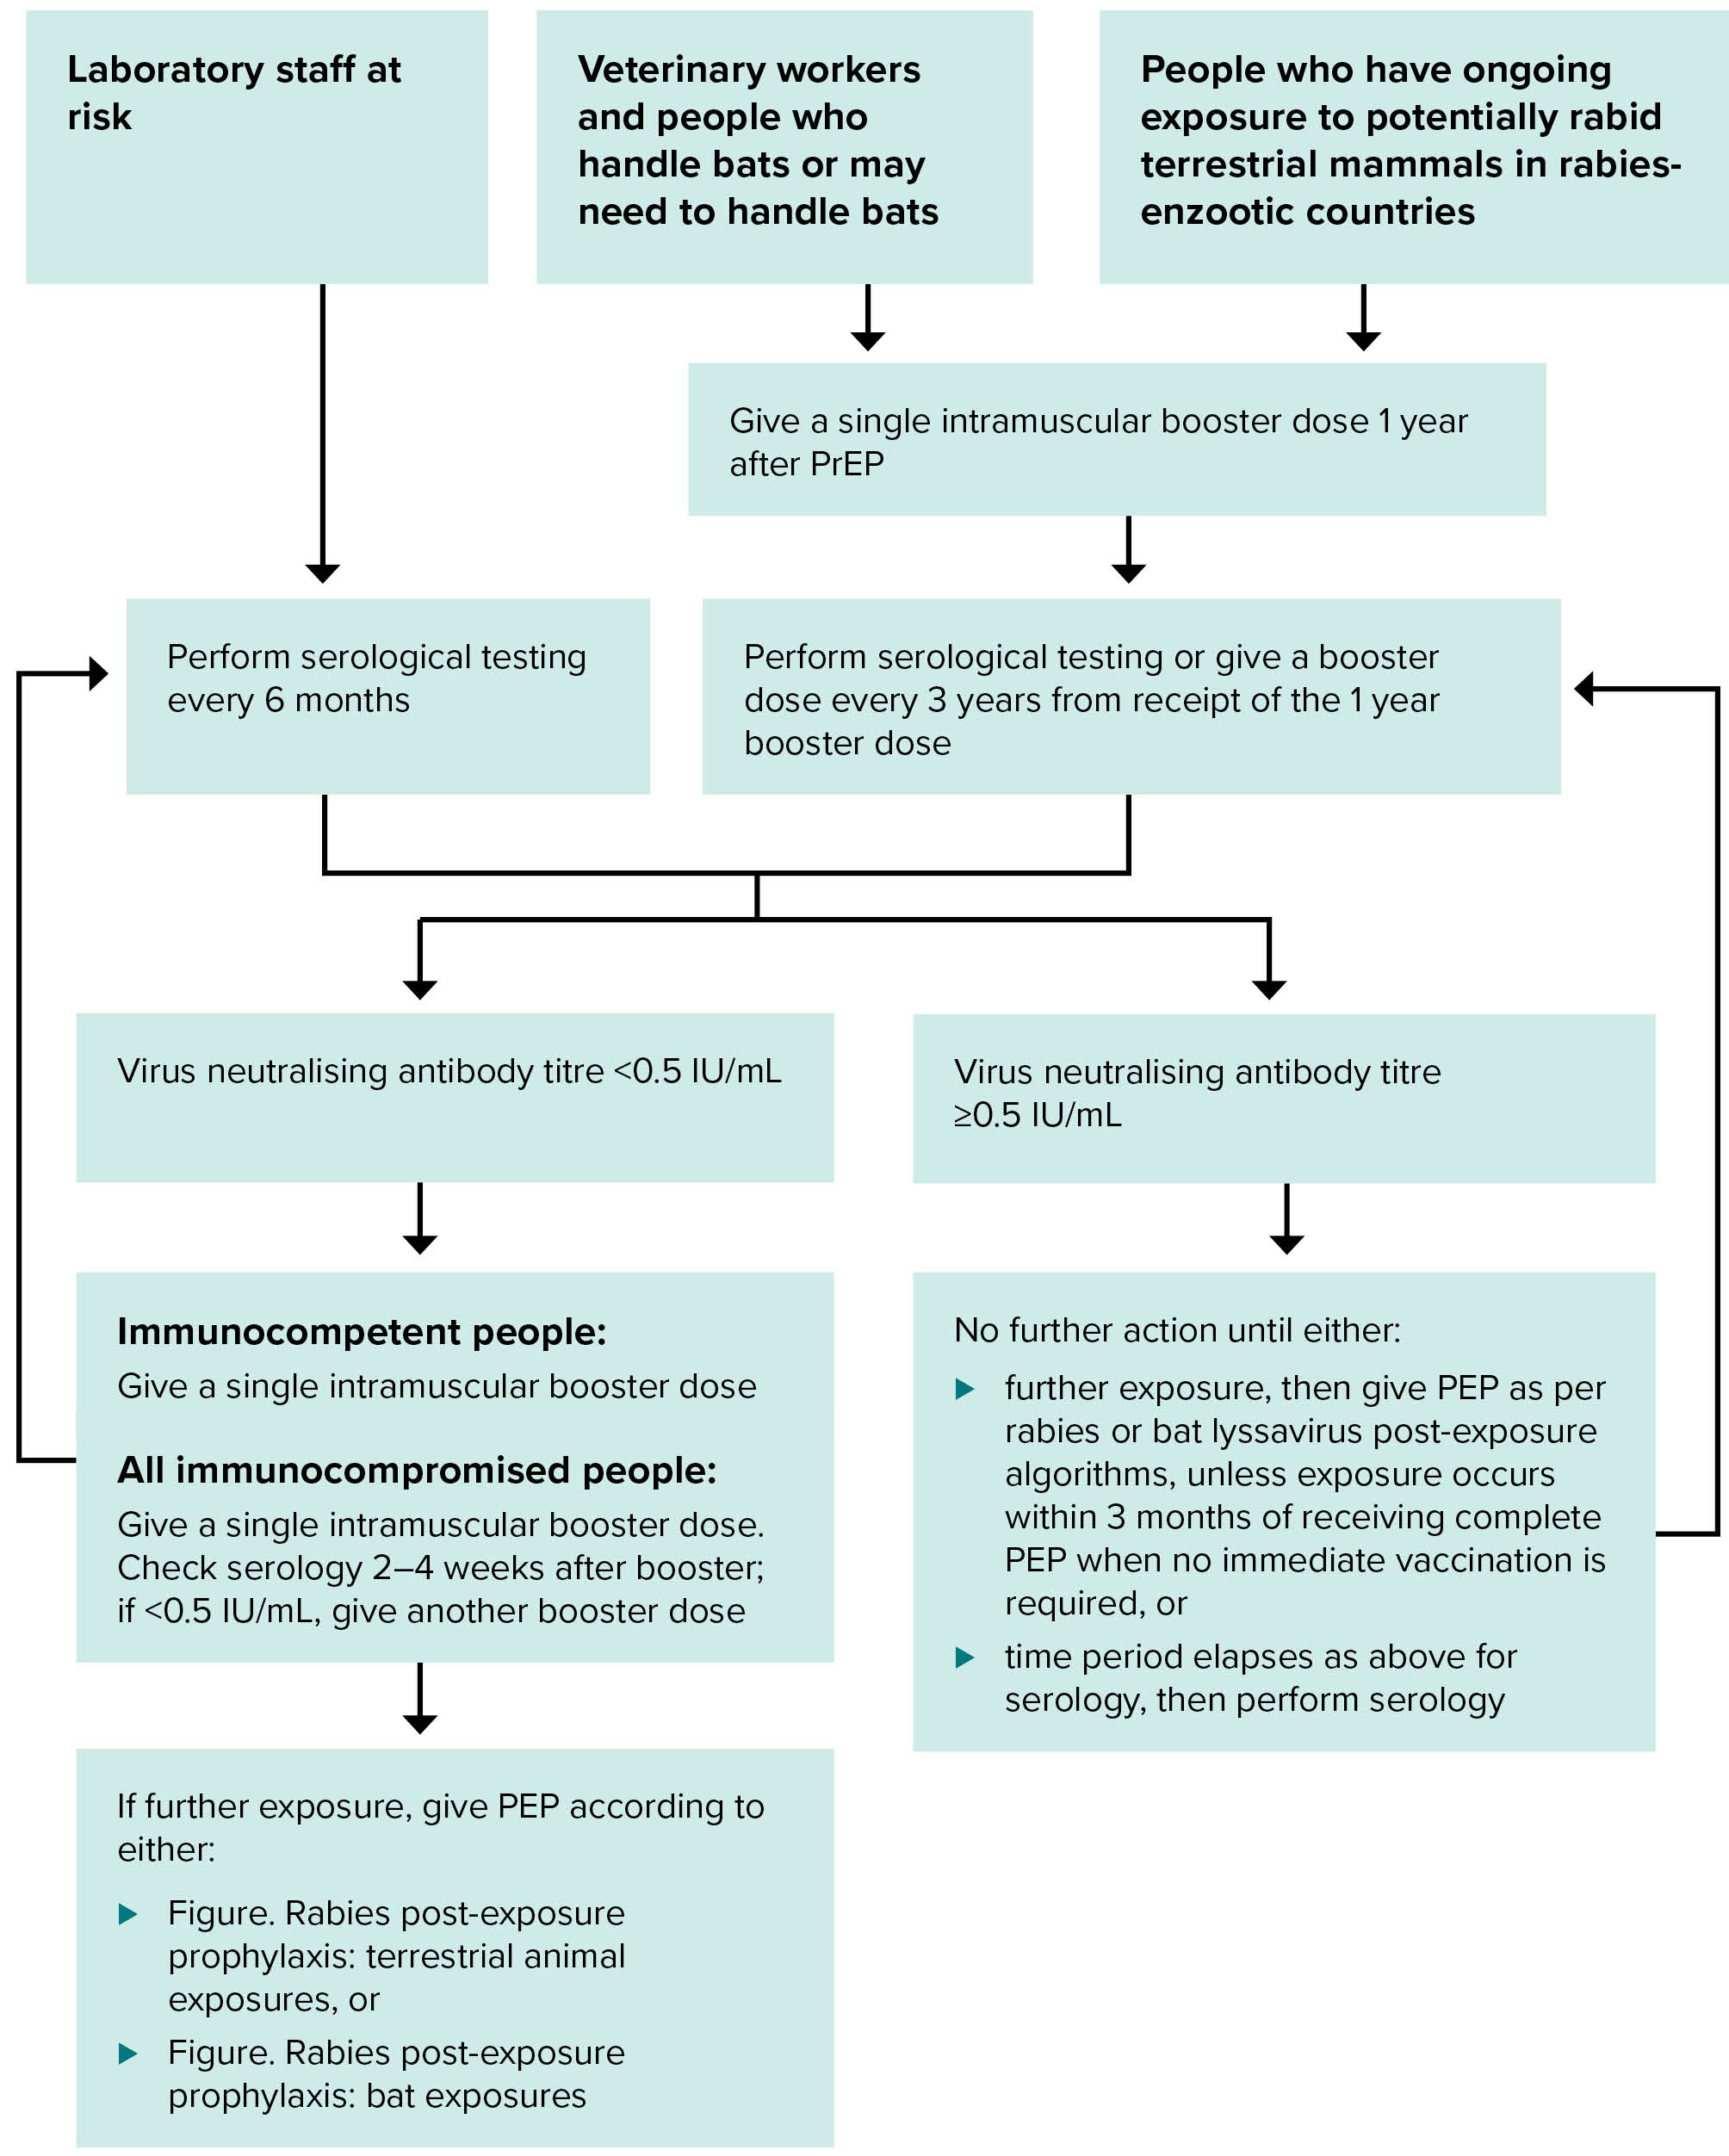 Laboratory staff at
risk
Veterinary workers
and people who
handle bats or may
need to handle bats
People who have ongoing
exposure to potentially rabid
terrestrial mammals in rabies-
enzootic countries
Give a single intramuscular booster dose 1 year
after PrEP
Perform serological testing
every 6 months
Perform serological testing or give a booster
dose every 3 years from receipt of the 1 year
booster dose
Virus neutralising antibody titre <0.5 IU/mL
Virus neutralising antibody titre
≥0.5 IU/mL
Immunocompetent people:
Give a single intramuscular booster dose
All immunocompromised people:
Give a single intramuscular booster dose.
Check serology 2–4 weeks after booster;
if <0.5 IU/mL, give another booster dose
No further action until either:
further exposure, then give PEP as per
rabies or bat lyssavirus post-exposure
algorithms, unless exposure occurs
within 3 months of receiving complete
PEP when no immediate vaccination is
required, or
time period elapses as above for
serology, then perform serology
If further exposure, give PEP according to
either:
Figure. Rabies post-exposure
prophylaxis: terrestrial animal
exposures, or
Figure. Rabies post-exposure
prophylaxis: bat exposures